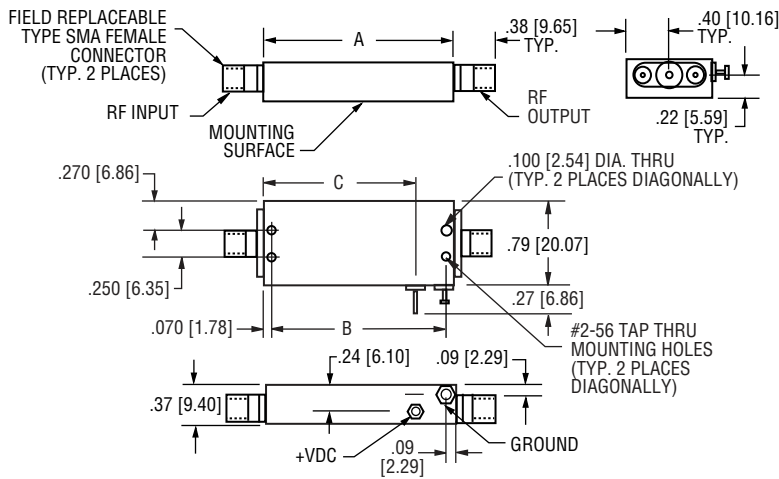 FIELD REPLACEABLE
TYPE SMA FEMALE
CONNECTOR
(TYP. 2 PLACES)
A
.38 [9.65]
TYP.
.40 [10.16]
TYP.
RF INPUT
MOUNTING
SURFACE
RF
OUTPUT
.22 [5.59]
TYP.
.270 [6.86]
C
.100 [2.54] DIA. THRU
(TYP. 2 PLACES DIAGONALLY)
.79 [20.07]
.250 [6.35]
.27 [6.86]
.070 [1.78]
B
#2-56 TAP THRU
MOUNTING HOLES
(TYP. 2 PLACES
DIAGONALLY)
.24 [6.10]
.09 [2.29]
.37 [9.40]
+VDC
.09
[2.29]
GROUND